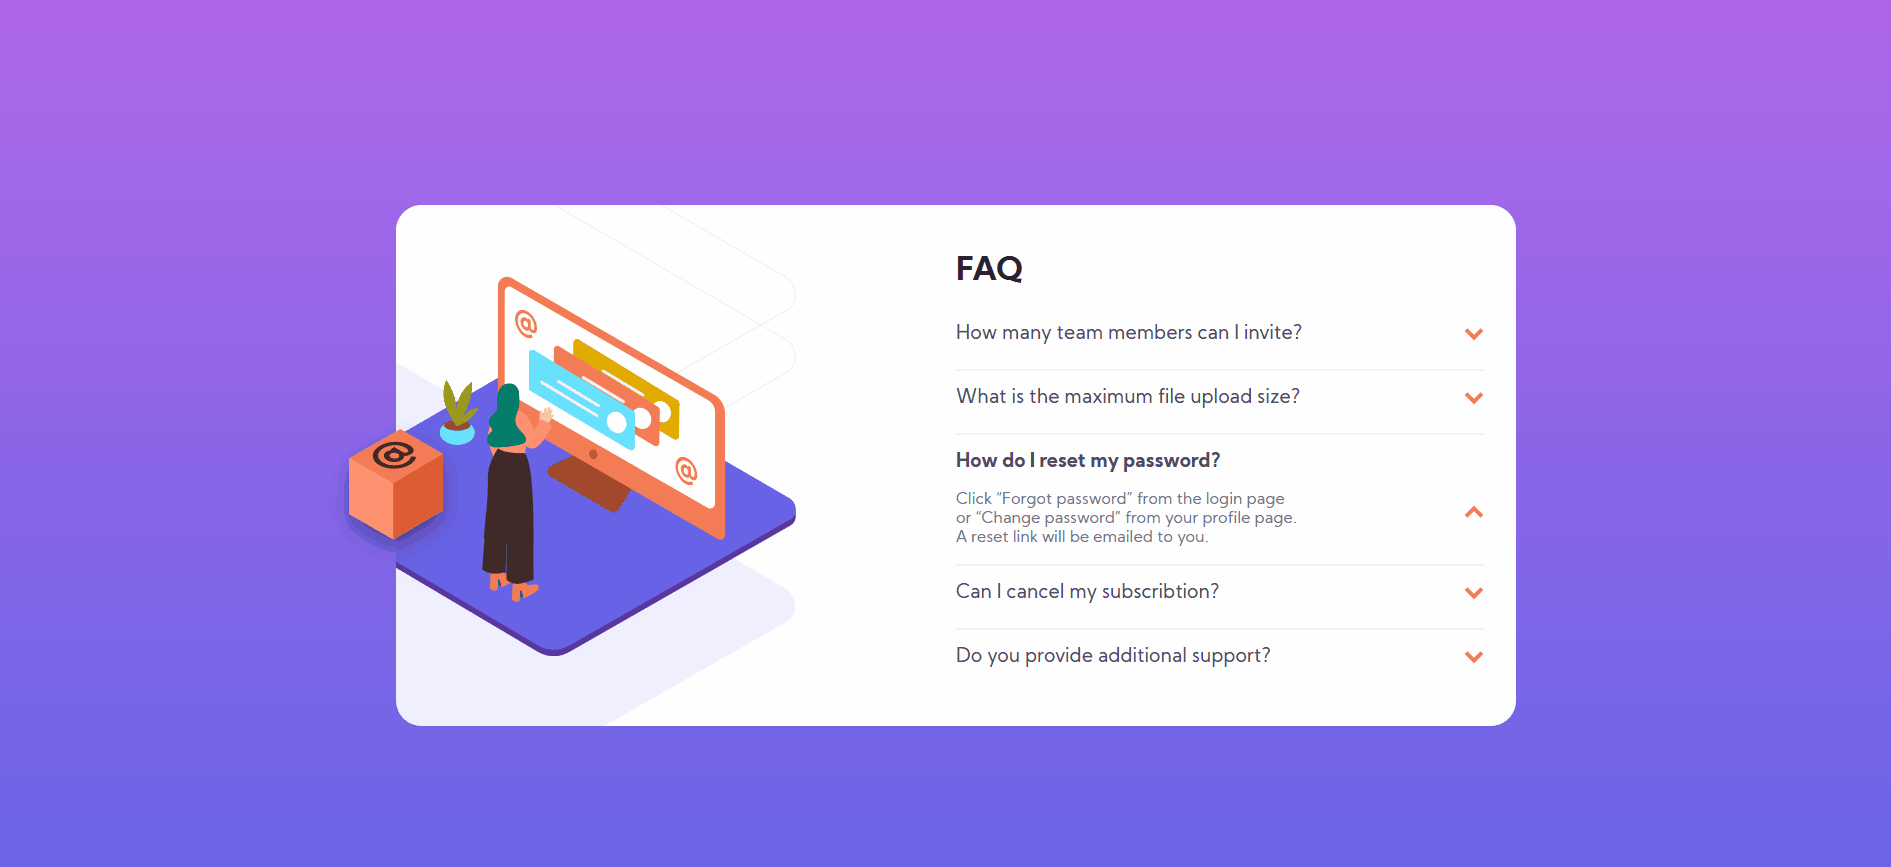 FAQ
How many team members can I invite?
What is the maximum file upload size?
How do I reset my password?
Click “Forgot password” from the login page
or “Change password” from your profile page.
A reset link will be emailed to you.
Can I cancel my subscribtion?
Do you provide additional support?
@
@
@